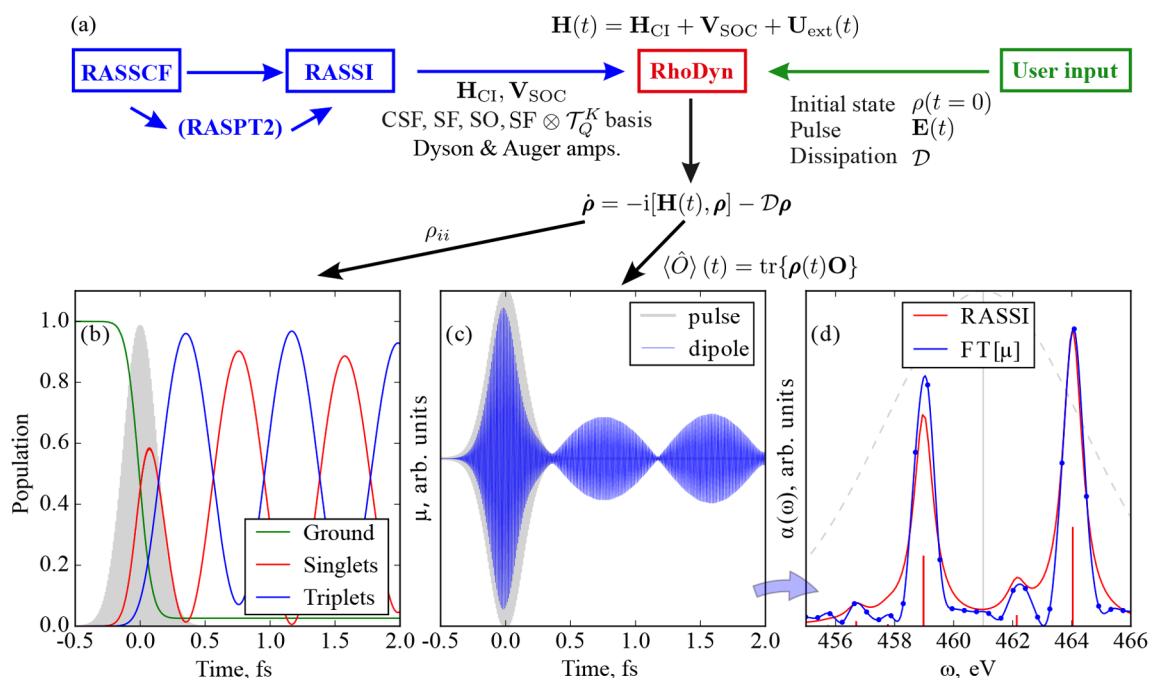 (a)
H(t) = H_CI + V_SOC + U_ext(t)
RASSCF
RASSI
RhoDyn
User input
(RASPT2)
H_CI, V_SOC
CSF, SF, SO, SF ⊗ 𝒯_Q^K basis
Dyson & Auger amps.
Initial state ρ(t = 0)
Pulse E(t)
Dissipation 𝒟
ρ̇ = −i[H(t), ρ] − 𝒟ρ
ρ_ii
⟨Ô⟩ (t) = tr{ρ(t)O}
(b)
Population
1.0
0.8
0.6
0.4
0.2
0.0
Ground
Singlets
Triplets
-0.5 0.0 0.5 1.0 1.5 2.0
Time, fs
(c)
μ, arb. units
pulse
dipole
-0.5 0.0 0.5 1.0 1.5 2.0
Time, fs
(d)
α(ω), arb. units
RASSI
FT[μ]
456 458 460 462 464 466
ω, eV